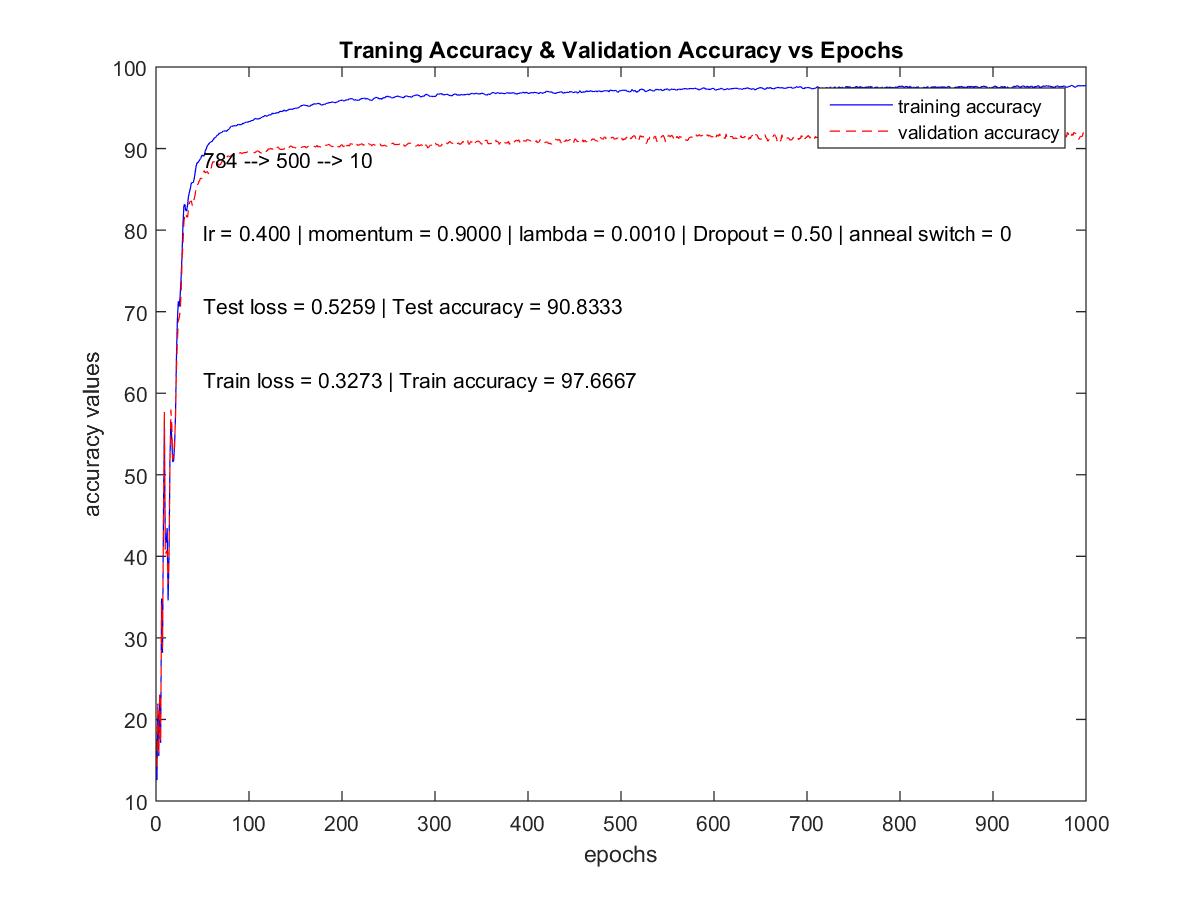 Traning Accuracy & Validation Accuracy vs Epochs
100
90
80
70
60
50
40
30
20
10
accuracy values
training accuracy
validation accuracy
784 --> 500 --> 10
lr = 0.400 | momentum = 0.9000 | lambda = 0.0010 | Dropout = 0.50 | anneal switch = 0
Test loss = 0.5259 | Test accuracy = 90.8333
Train loss = 0.3273 | Train accuracy = 97.6667
0 100 200 300 400 500 600 700 800 900 1000
epochs